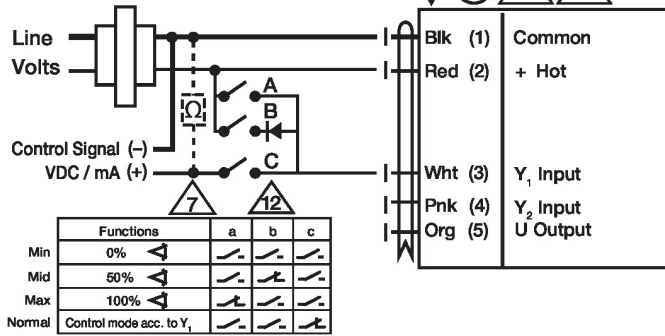 Line
Volts
Blk (1) Common
Red (2) + Hot
A
B
C
Ω
Control Signal (–)
VDC / mA (+)
Wht (3) Y1 Input
Pnk (4) Y2 Input
Org (5) U Output
7
12
Functions a b c
Min 0%
Mid 50%
Max 100%
Normal Control mode acc. to Y1